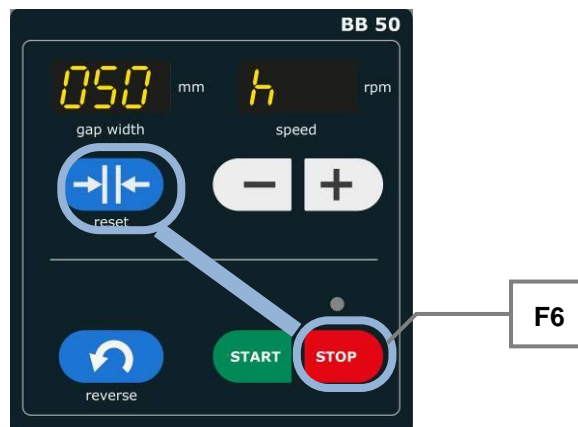 BB 50
050 mm h rpm
gap width speed
− +
reset
F6
START STOP
reverse